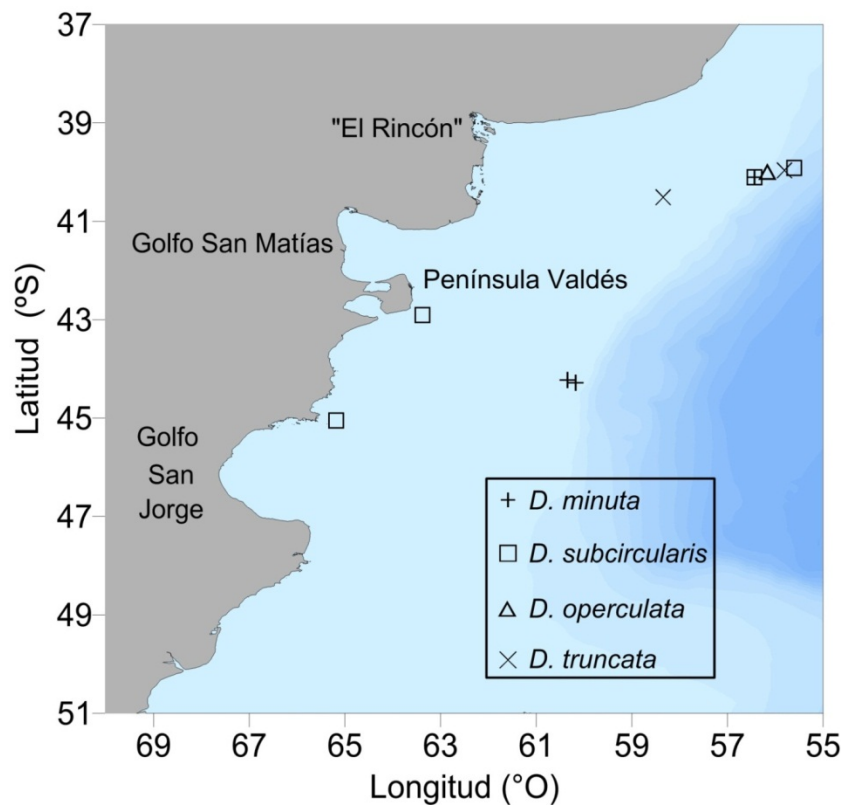 37
39
"El Rincón"
41
Golfo San Matías
Península Valdés
43
Latitud (ºS)
45
Golfo
San
Jorge
D. minuta
47
D. subcircularis
49
D. operculata
D. truncata
51
69 67 65 63 61 59 57 55
Longitud (°O)